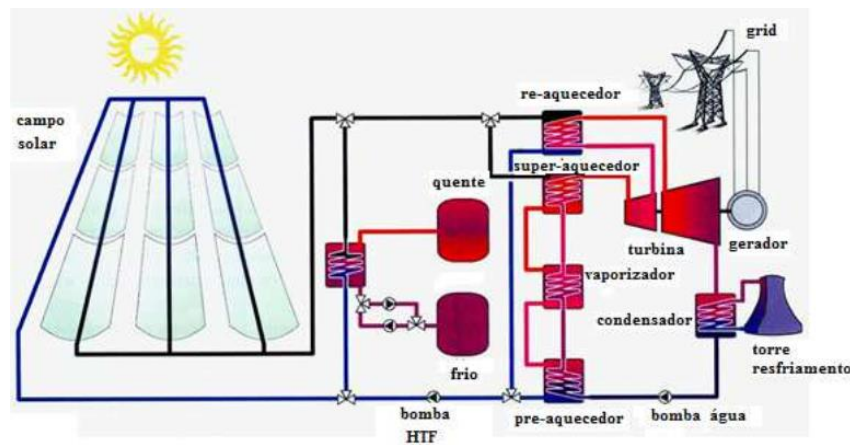 grid
re-aquecedor
campo
solar
super-aquecedor
quente
turbina
gerador
vaporizador
condensador
frio
torre
resfriamento
bomba
HTF
pre-aquecedor
bomba água